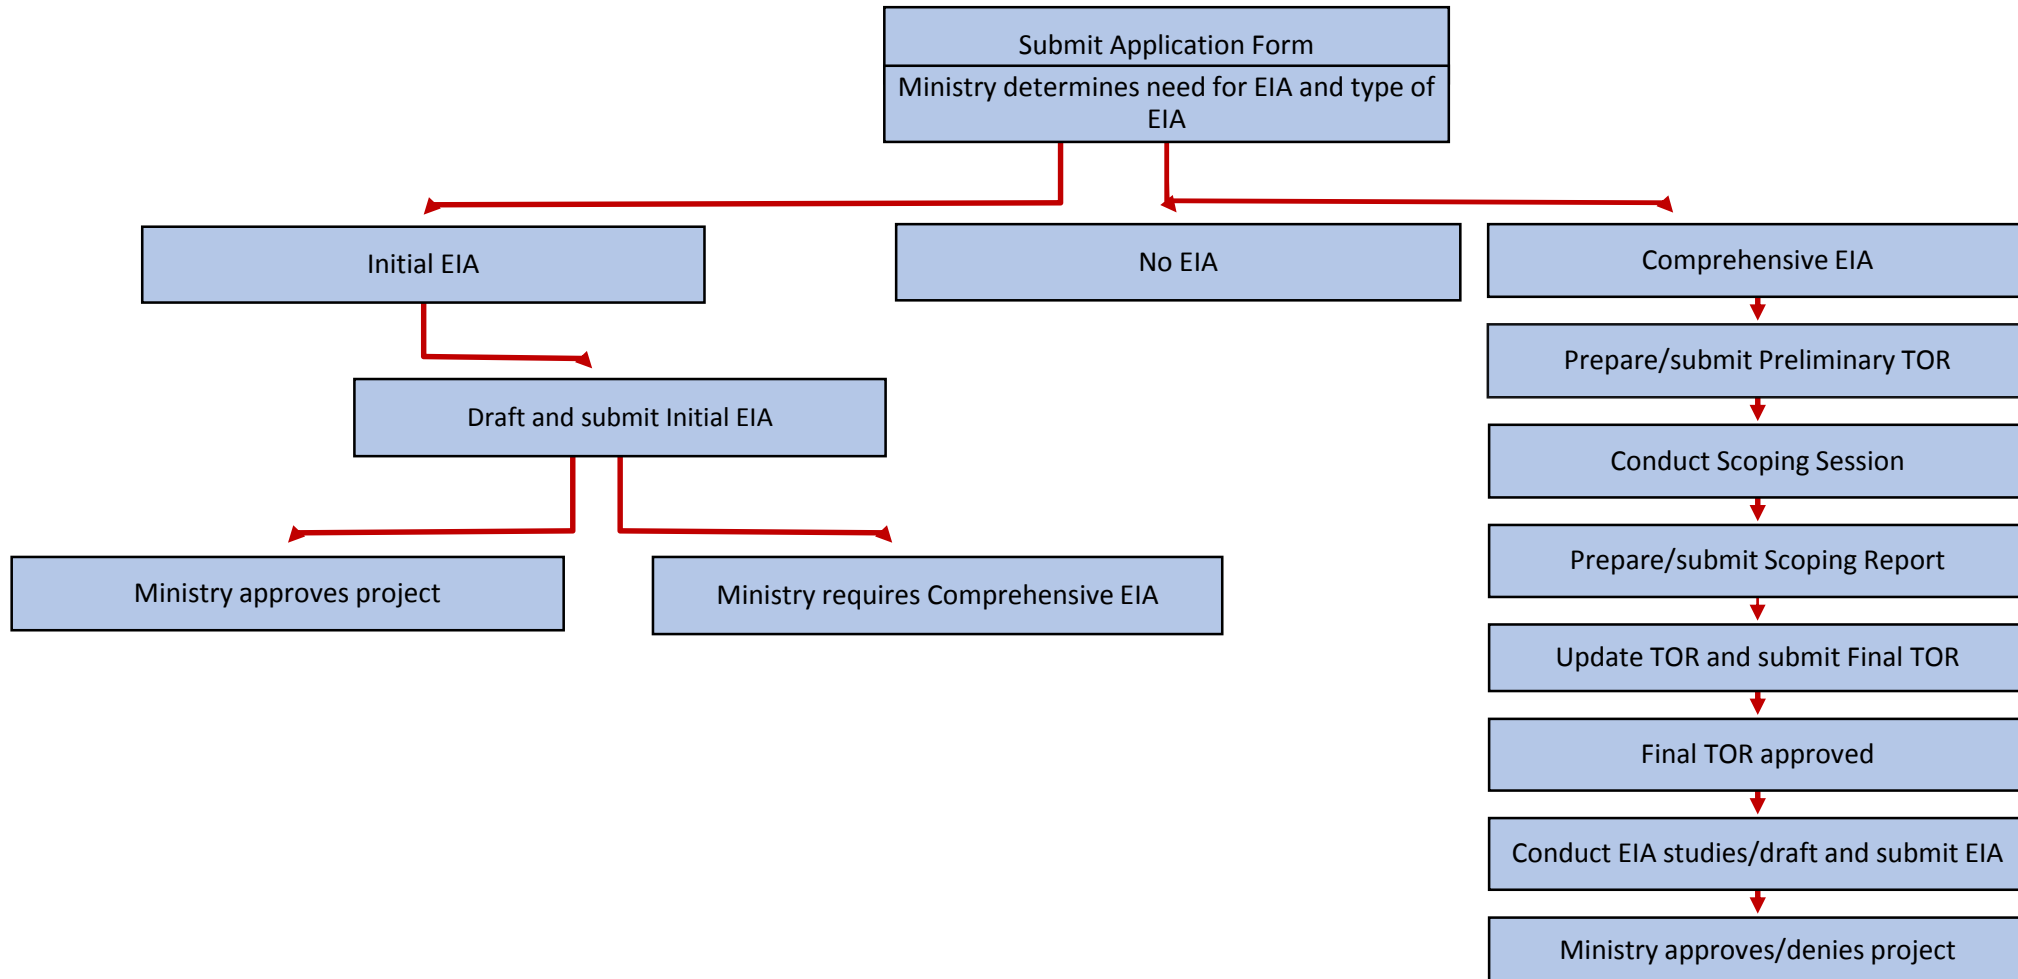 Submit Application Form
Ministry determines need for EIA and type of
EIA
Initial EIA
No EIA
Comprehensive EIA
Prepare/submit Preliminary TOR
Draft and submit Initial EIA
Conduct Scoping Session
Prepare/submit Scoping Report
Ministry approves project
Ministry requires Comprehensive EIA
Update TOR and submit Final TOR
Final TOR approved
Conduct EIA studies/draft and submit EIA
Ministry approves/denies project